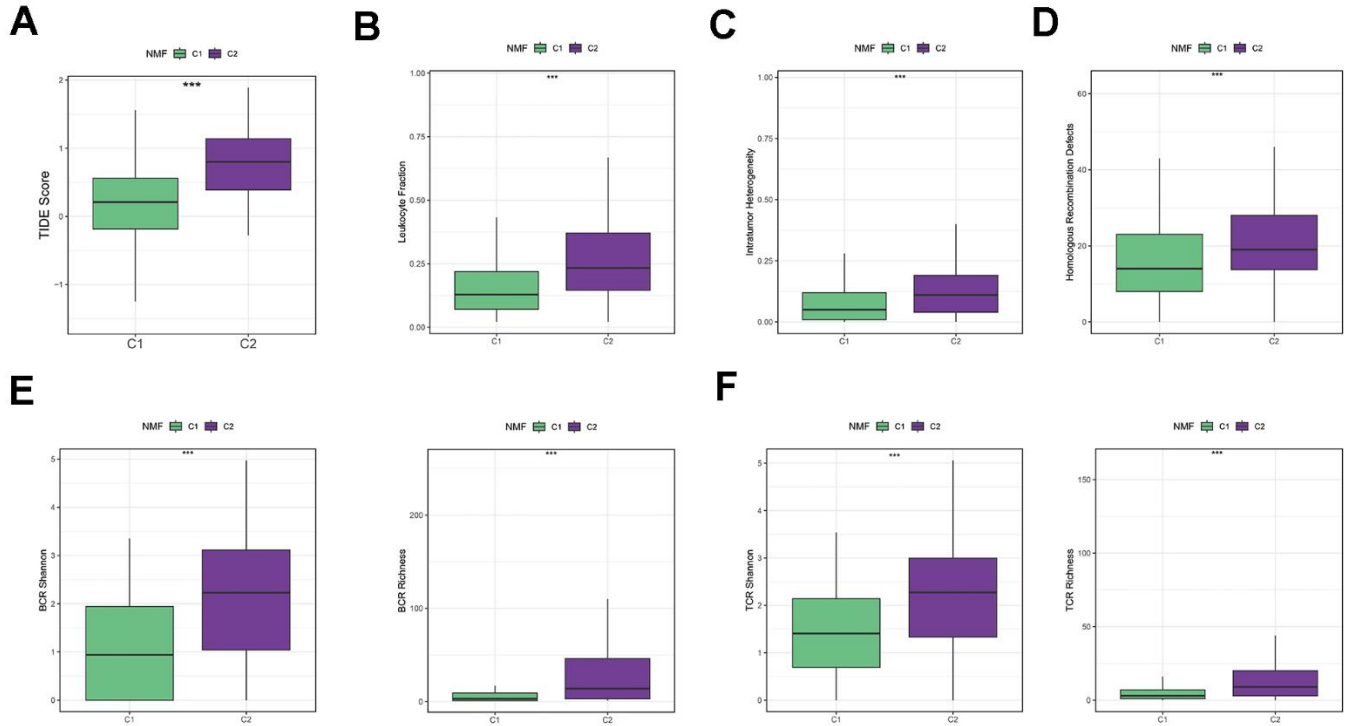 A
NMF C1 C2
TIDE Score
2
1
0
−1
***
C1 C2
B
NMF C1 C2
Leukocyte Fraction
1.00
0.75
0.50
0.25
0.00
***
C1 C2
C
NMF C1 C2
Intratumor Heterogeneity
1.00
0.75
0.50
0.25
0.00
***
C1 C2
D
NMF C1 C2
Homologous Recombination Defects
60
40
20
0
***
C1 C2
E
NMF C1 C2
BCR Shannon
5
4
3
2
1
0
***
C1 C2
NMF C1 C2
BCR Richness
200
100
0
***
C1 C2
F
NMF C1 C2
TCR Shannon
5
4
3
2
1
0
***
C1 C2
NMF C1 C2
TCR Richness
150
100
50
0
***
C1 C2